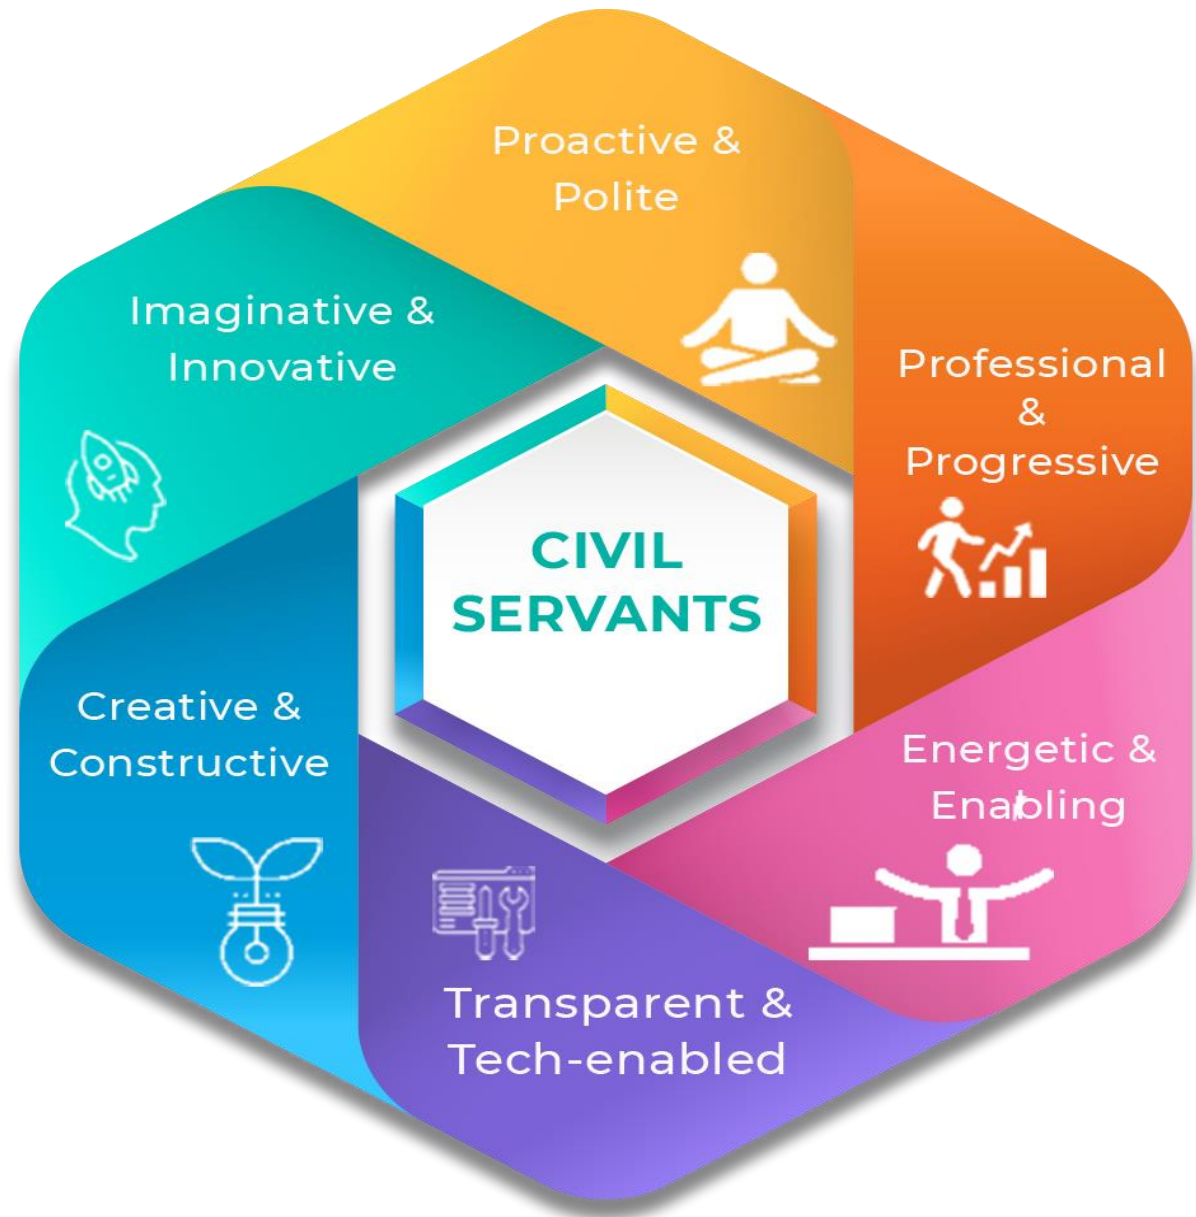 Proactive &
Polite
Imaginative &
Innovative
Professional
&
Progressive
CIVIL
SERVANTS
Creative &
Constructive
Energetic &
Enabling
Transparent &
Tech-enabled